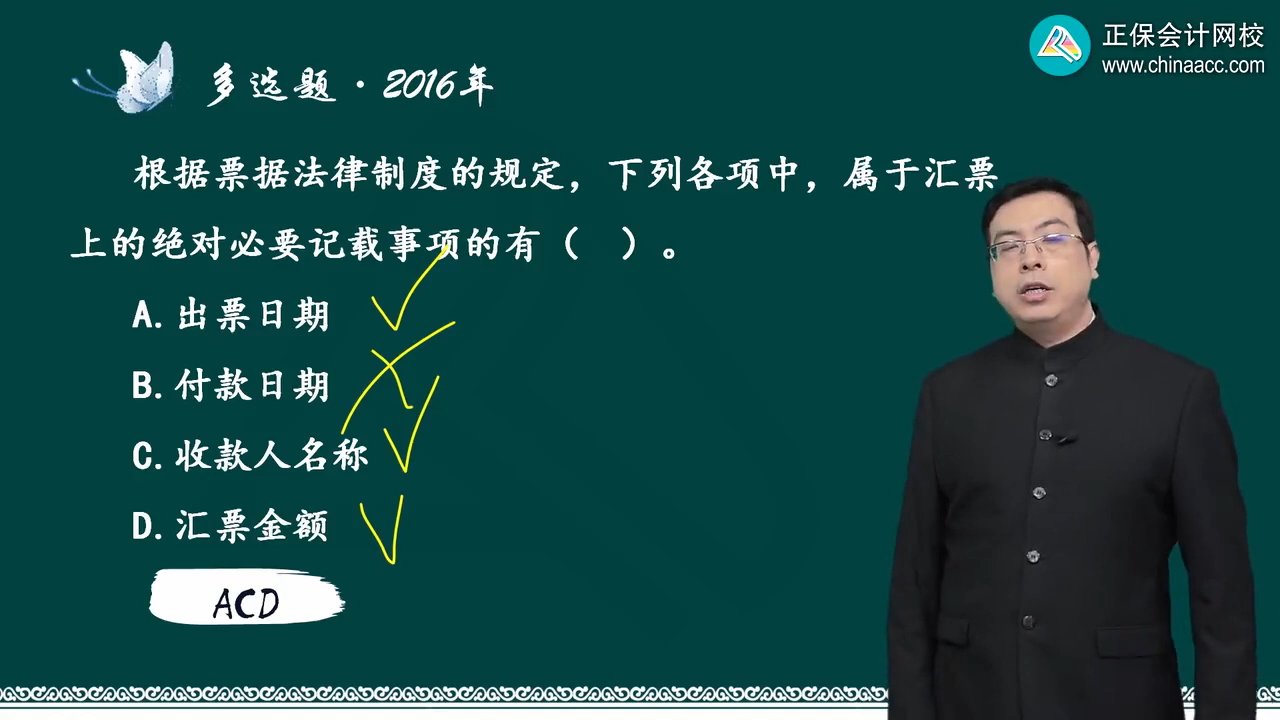 正保会计网校
www.chinaacc.com
多选题·2016年
根据票据法律制度的规定，下列各项中，属于汇票
上的绝对必要记载事项的有（　）。
A.出票日期
B.付款日期
C.收款人名称
D.汇票金额
ACD